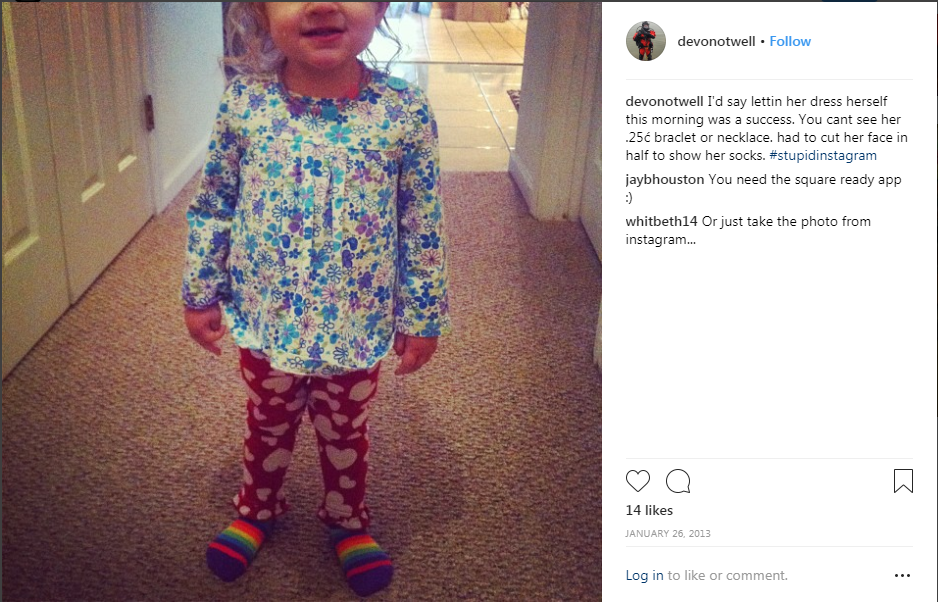 devonotwell • Follow
devonotwell I'd say lettin her dress herself
this morning was a success. You cant see her
.25¢ braclet or necklace. had to cut her face in
half to show her socks. #stupidinstagram
jaybhouston You need the square ready app
:)
whitbeth14 Or just take the photo from
instagram...
14 likes
JANUARY 26, 2013
Log in to like or comment.